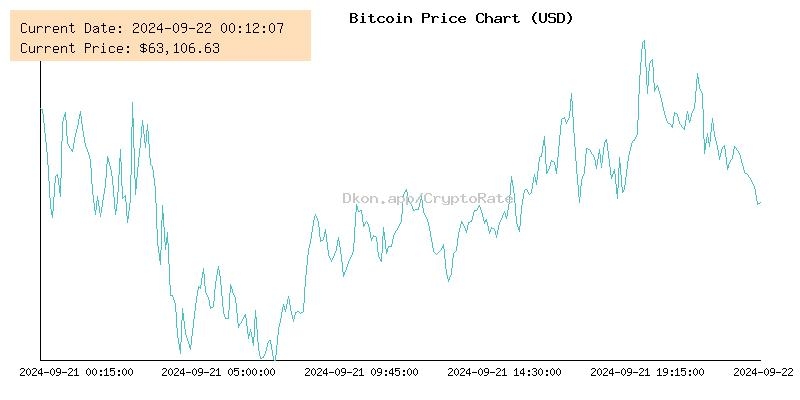 Bitcoin Price Chart (USD)
Current Date: 2024-09-22 00:12:07
Current Price: $63,106.63
Dkon.app/CryptoRate
2024-09-21 00:15:00 2024-09-21 05:00:00 2024-09-21 09:45:00 2024-09-21 14:30:00 2024-09-21 19:15:00 2024-09-22